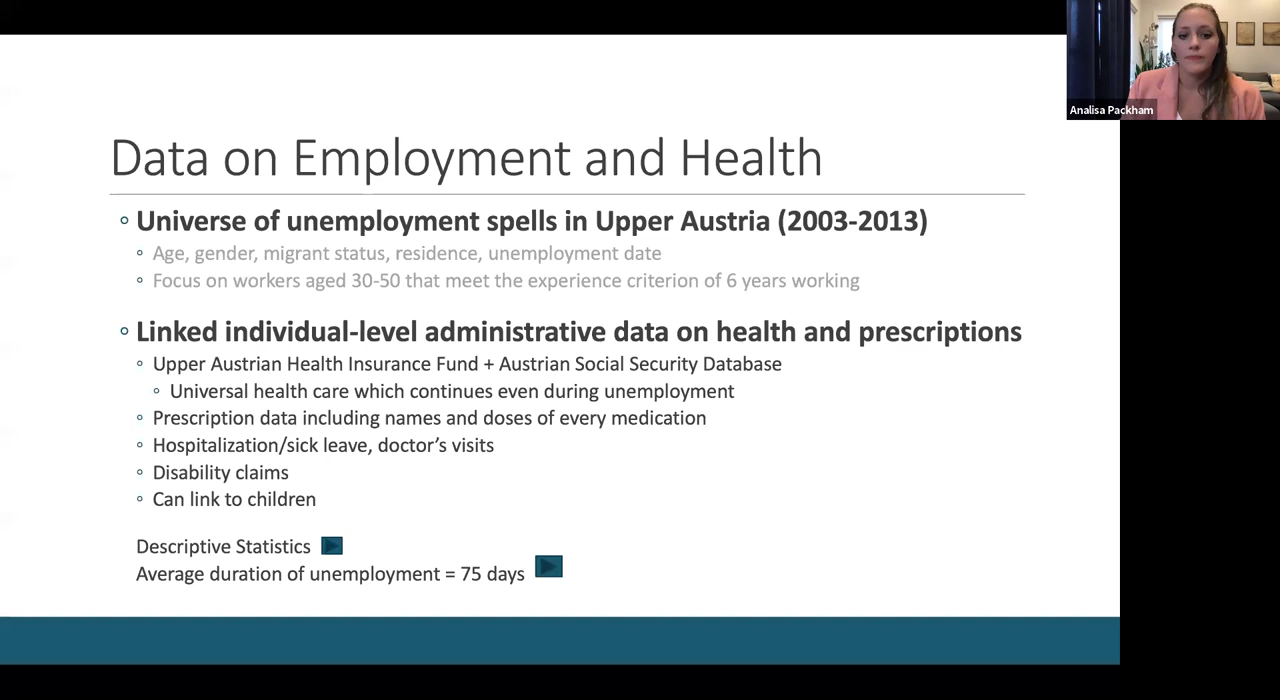 Analisa Packham
Data on Employment and Health
Universe of unemployment spells in Upper Austria (2003-2013)
Age, gender, migrant status, residence, unemployment date
Focus on workers aged 30-50 that meet the experience criterion of 6 years working
Linked individual-level administrative data on health and prescriptions
Upper Austrian Health Insurance Fund + Austrian Social Security Database
Universal health care which continues even during unemployment
Prescription data including names and doses of every medication
Hospitalization/sick leave, doctor’s visits
Disability claims
Can link to children
Descriptive Statistics
Average duration of unemployment = 75 days